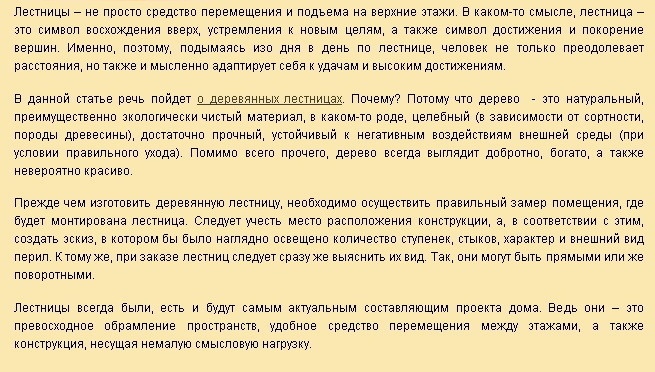 Лестницы – не просто средство перемещения и подъема на верхние этажи. В каком-то смысле, лестница –
это символ восхождения вверх, устремления к новым целям, а также символ достижения и покорение
вершин. Именно, поэтому, подымаясь изо дня в день по лестнице, человек не только преодолевает
расстояния, но также и мысленно адаптирует себя к удачам и высоким достижениям.
В данной статье речь пойдет о деревянных лестницах. Почему? Потому что дерево - это натуральный,
преимущественно экологически чистый материал, в каком-то роде, целебный (в зависимости от сортности,
породы древесины), достаточно прочный, устойчивый к негативным воздействиям внешней среды (при
условии правильного ухода). Помимо всего прочего, дерево всегда выглядит добротно, богато, а также
невероятно красиво.
Прежде чем изготовить деревянную лестницу, необходимо осуществить правильный замер помещения, где
будет монтирована лестница. Следует учесть место расположения конструкции, а, в соответствии с этим,
создать эскиз, в котором бы было наглядно освещено количество ступенек, стыков, характер и внешний вид
перил. К тому же, при заказе лестниц следует сразу же выяснить их вид. Так, они могут быть прямыми или же
поворотными.
Лестницы всегда были, есть и будут самым актуальным составляющим проекта дома. Ведь они – это
превосходное обрамление пространств, удобное средство перемещения между этажами, а также
конструкция, несущая немалую смысловую нагрузку.